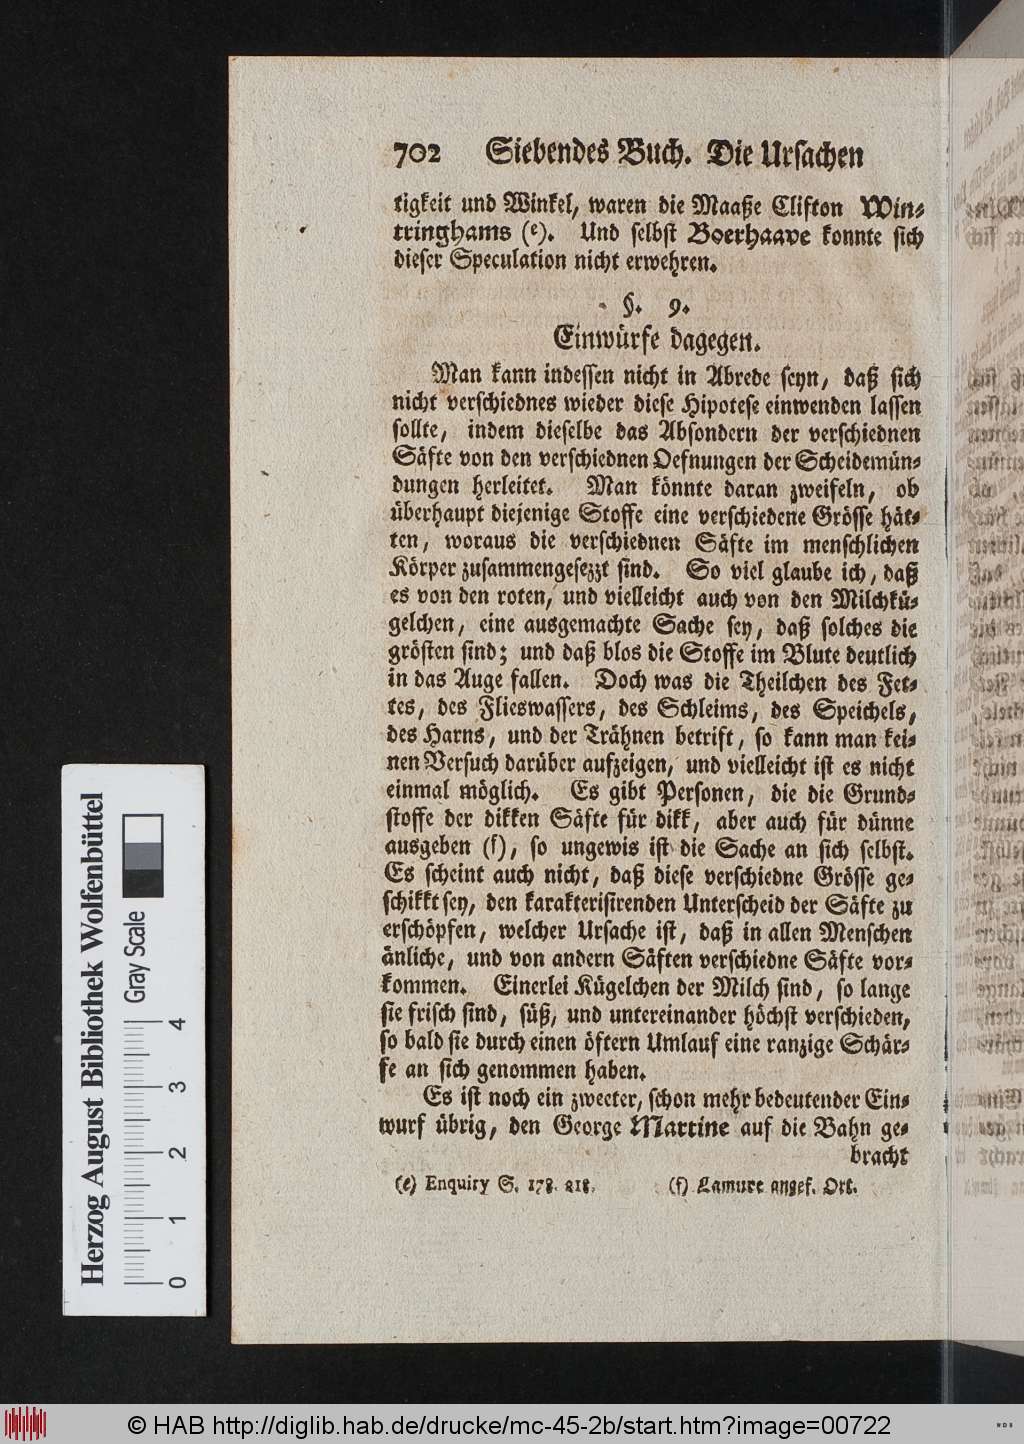 702 Siebendes Buch. Die Ursachen
tigkeit und Winkel, waren die Maaße Clifton Win-
tringhams (e). Und selbst Boerhaave konnte sich
dieser Speculation nicht erwehren.
§. 9.
Einwürfe dagegen.
Man kann indessen nicht in Abrede seyn, daß sich
nicht verschiednes wieder diese Hipotese einwenden lassen
sollte, indem dieselbe das Absondern der verschiednen
Säfte von den verschiednen Oefnungen der Scheidemün-
dungen herleitet. Man könnte daran zweifeln, ob
überhaupt diejenige Stoffe eine verschiedene Grösse hät-
ten, woraus die verschiednen Säfte im menschlichen
Körper zusammengesezzt sind. So viel glaube ich, daß
es von den roten, und vielleicht auch von den Milchkü-
gelchen, eine ausgemachte Sache sey, daß solches die
grösten sind; und daß blos die Stoffe im Blute deutlich
in das Auge fallen. Doch was die Theilchen des Fet-
tes, des Flieswassers, des Schleims, des Speichels,
des Harns, und der Trähnen betrift, so kann man kei-
nen Versuch darüber aufzeigen, und vielleicht ist es nicht
einmal möglich. Es gibt Personen, die die Grund-
stoffe der dikken Säfte für dikk, aber auch für dünne
ausgeben (f), so ungewis ist die Sache an sich selbst.
Es scheint auch nicht, daß diese verschiedne Grösse ge-
schikkt sey, den karakterisirenden Unterscheid der Säfte zu
erschöpfen, welcher Ursache ist, daß in allen Menschen
änliche, und von andern Säften verschiedne Säfte vor-
kommen. Einerlei Kügelchen der Milch sind, so lange
sie frisch sind, süß, und untereinander höchst verschieden,
so bald sie durch einen öftern Umlauf eine ranzige Schär-
fe an sich genommen haben.
Es ist noch ein zweeter, schon mehr bedeutender Ein-
wurf übrig, den George Martine auf die Bahn ge-
bracht
(e) Enquiry S. 178. 218. (f) Lamure angef. Ort.
Herzog August Bibliothek Wolfenbüttel
Gray Scale
0 1 2 3 4
© HAB http://diglib.hab.de/drucke/mc-45-2b/start.htm?image=00722